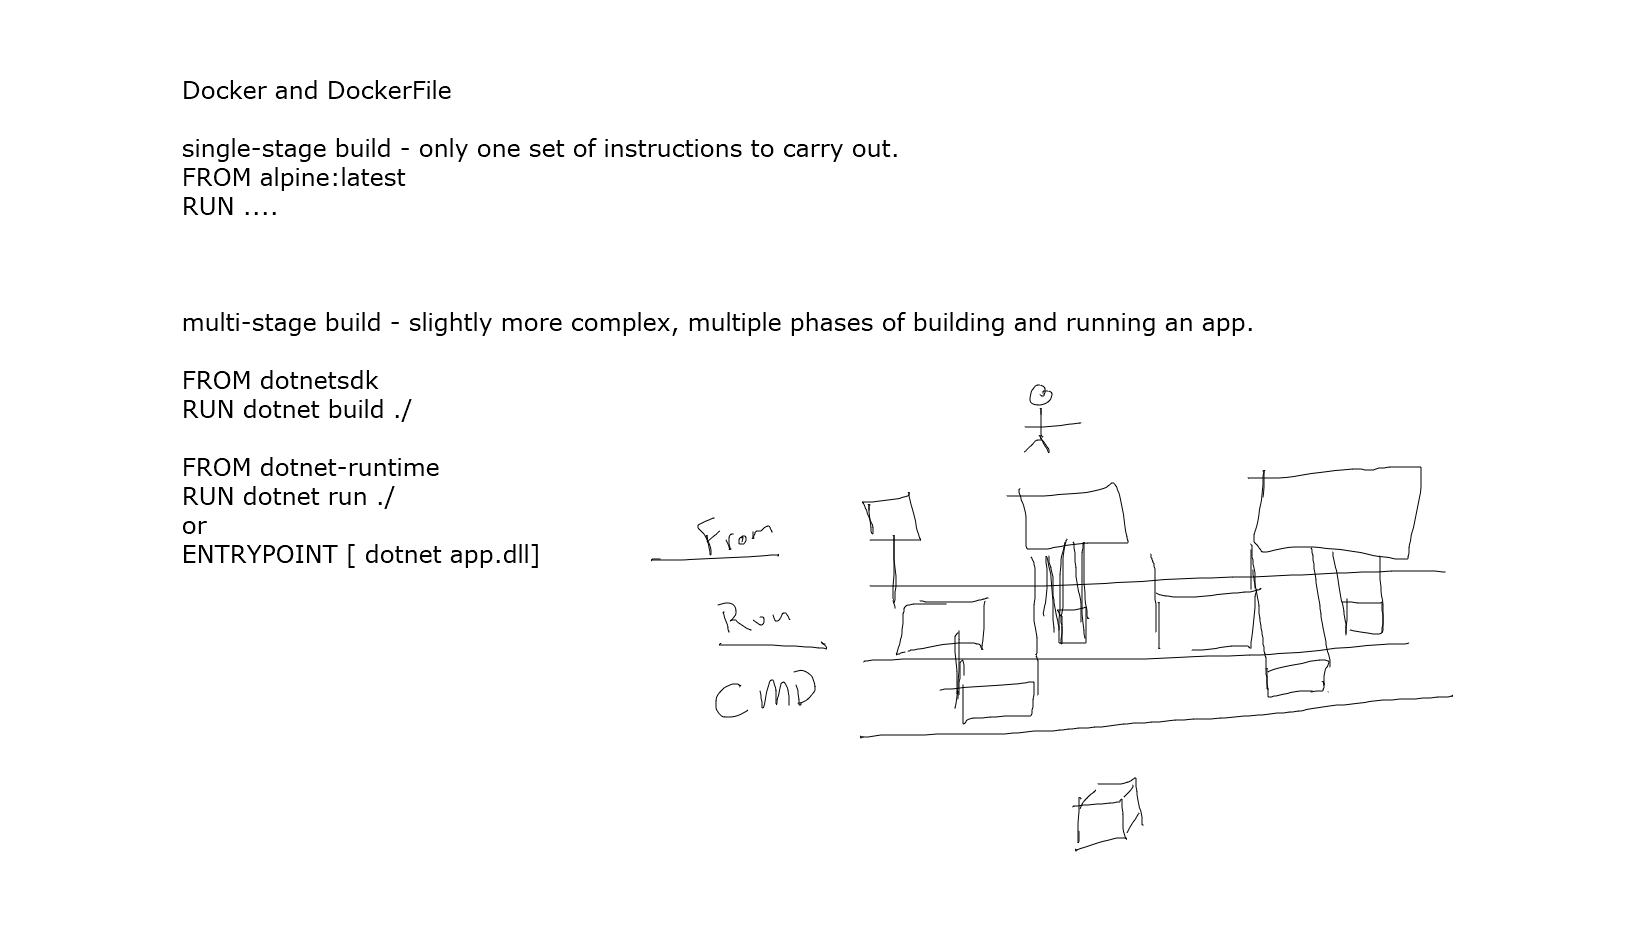 Docker and DockerFile
single-stage build - only one set of instructions to carry out.
FROM alpine:latest
RUN ....
multi-stage build - slightly more complex, multiple phases of building and running an app.
FROM dotnetsdk
RUN dotnet build ./
FROM dotnet-runtime
RUN dotnet run ./
or
ENTRYPOINT [ dotnet app.dll]
From
Run
CMD